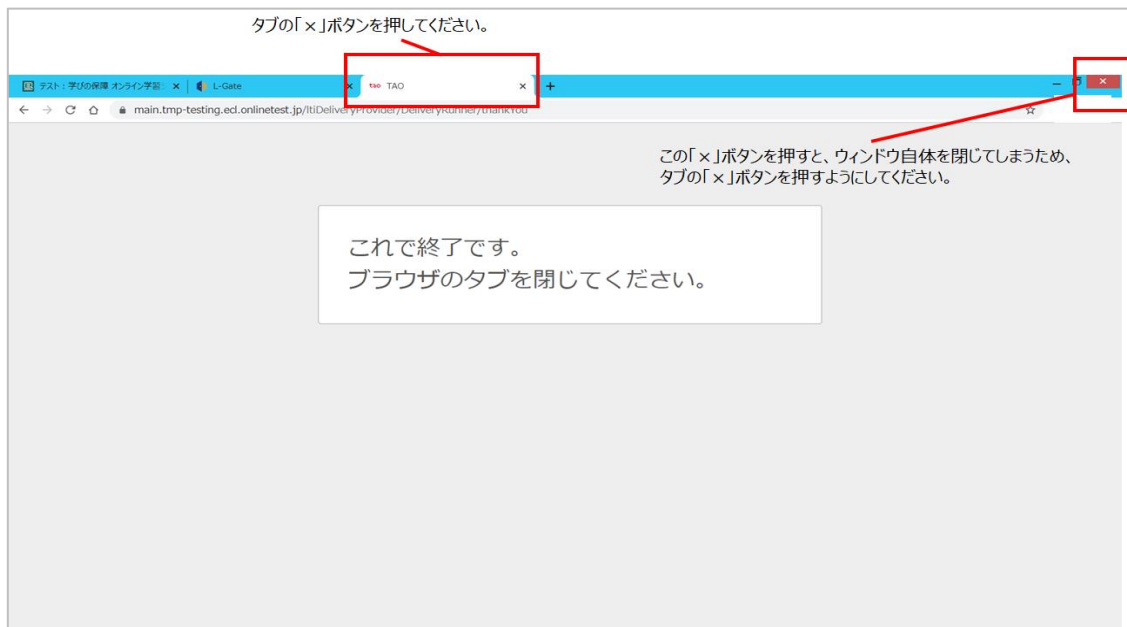 タブの「×」ボタンを押してください。
テスト：学びの保障 オンライン学習
L-Gate
tao TAO
main.tmp-testing.ecl.onlinetest.jp/ltiDeliveryProvider/DeliveryRunner/thankYou
この「×」ボタンを押すと、ウィンドウ自体を閉じてしまうため、
タブの「×」ボタンを押すようにしてください。
これで終了です。
ブラウザのタブを閉じてください。